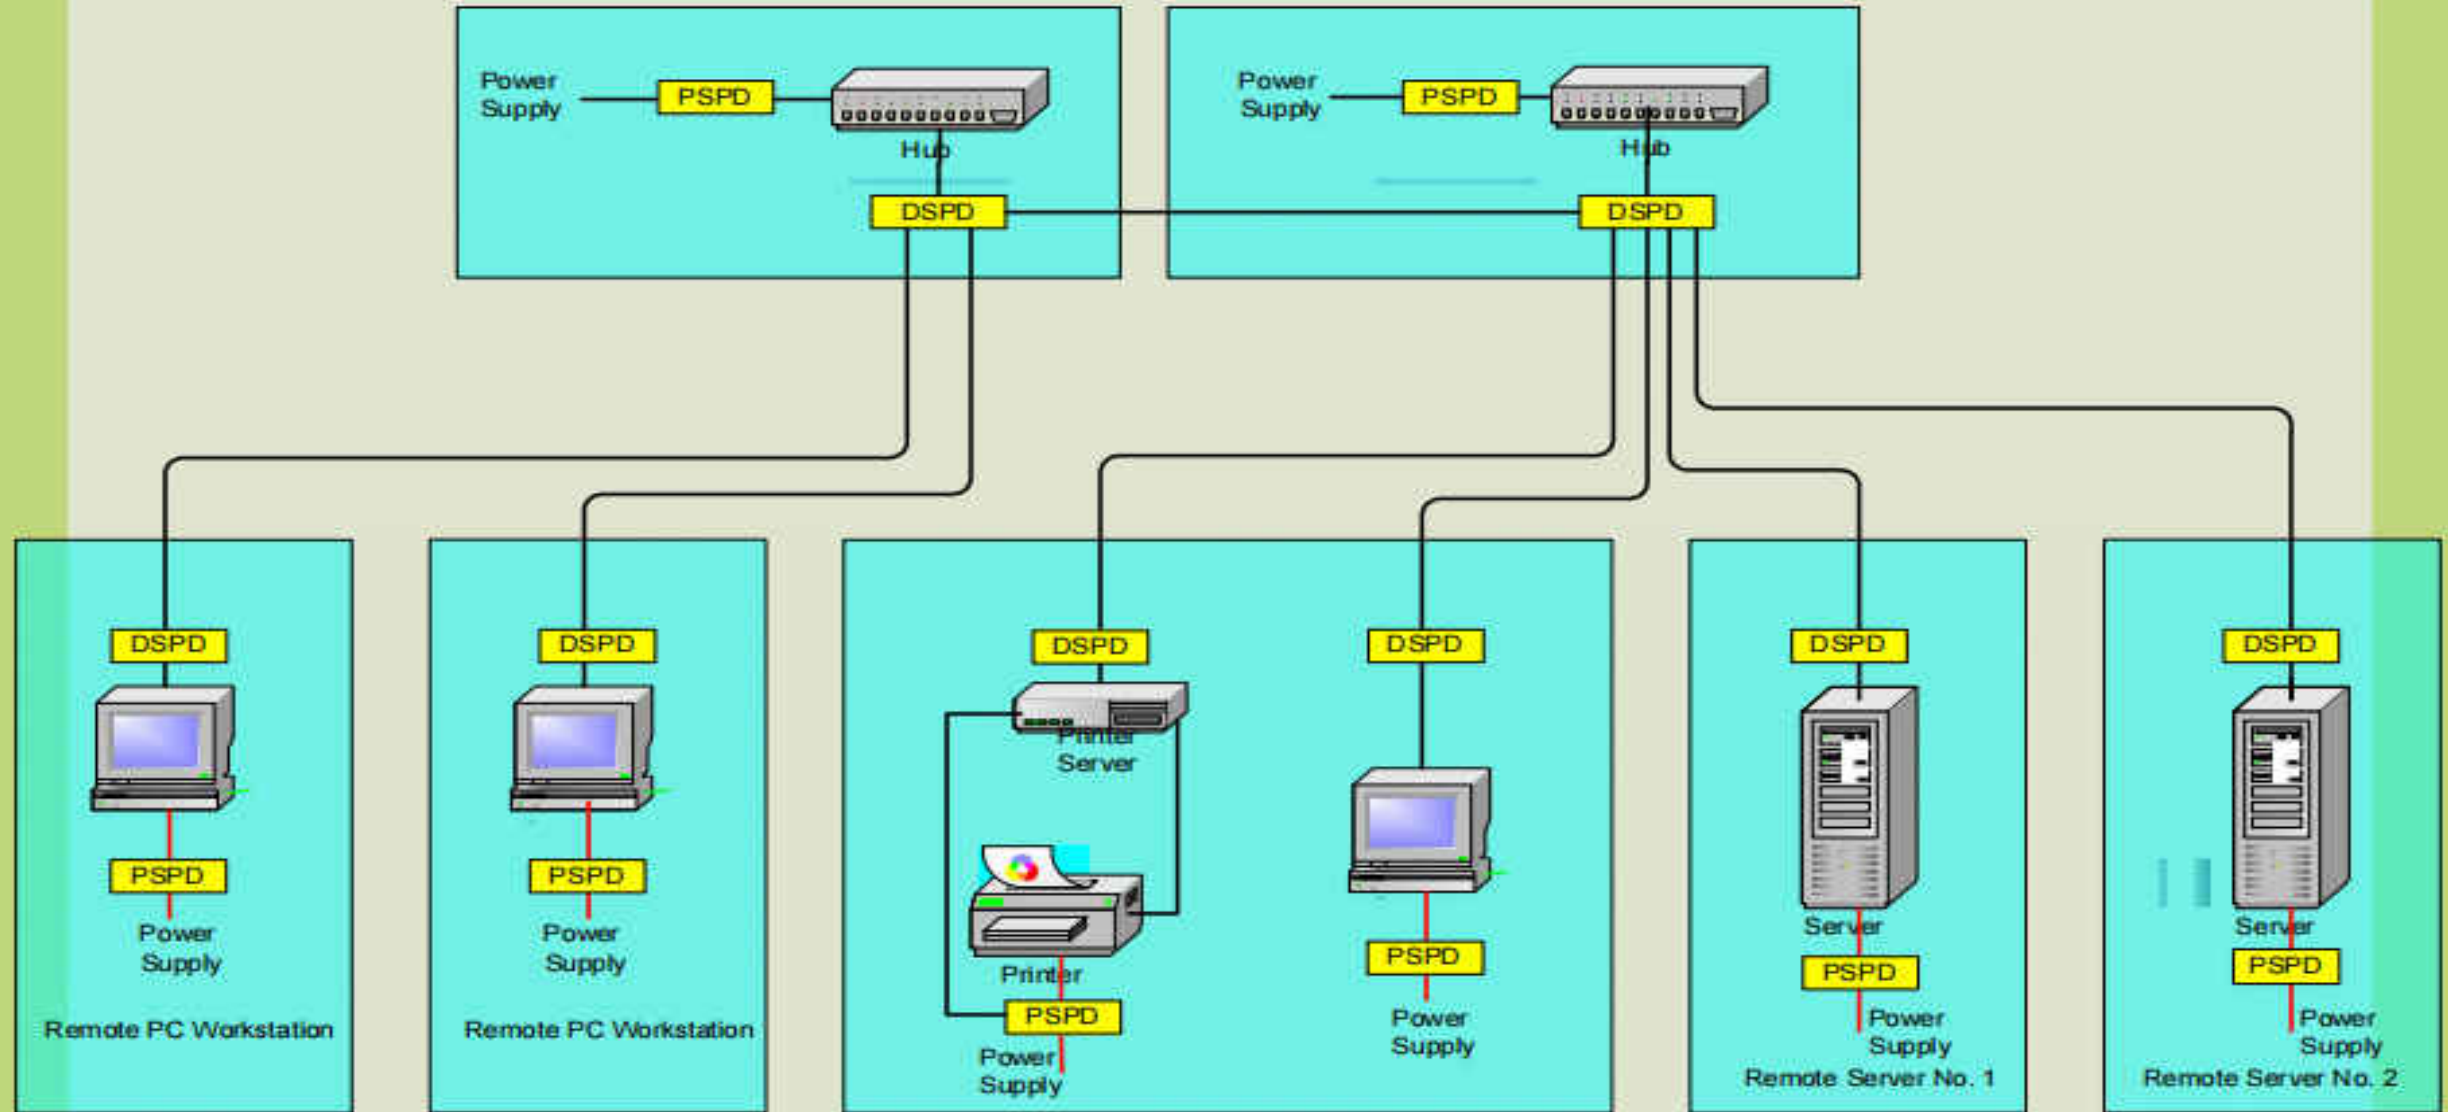 Power
Supply
PSPD
Hub
DSPD
Power
Supply
PSPD
Hub
DSPD
DSPD
PSPD
Power
Supply
Remote PC Workstation
DSPD
PSPD
Power
Supply
Remote PC Workstation
DSPD
Printer
Server
Printer
PSPD
Power
Supply
DSPD
PSPD
Power
Supply
DSPD
Server
PSPD
Power
Supply
Remote Server No. 1
DSPD
Server
PSPD
Power
Supply
Remote Server No. 2